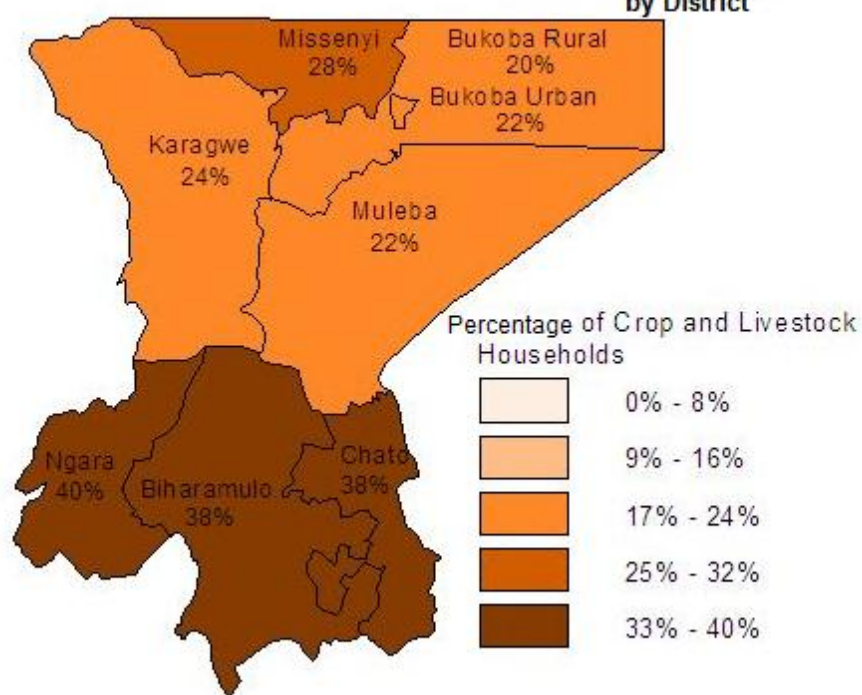 by District
Missenyi
28%
Bukoba Rural
20%
Bukoba Urban
22%
Karagwe
24%
Muleba
22%
Percentage of Crop and Livestock
Households
0% - 8%
9% - 16%
17% - 24%
25% - 32%
33% - 40%
Ngara
40%
Biharamulo
38%
Chato
38%